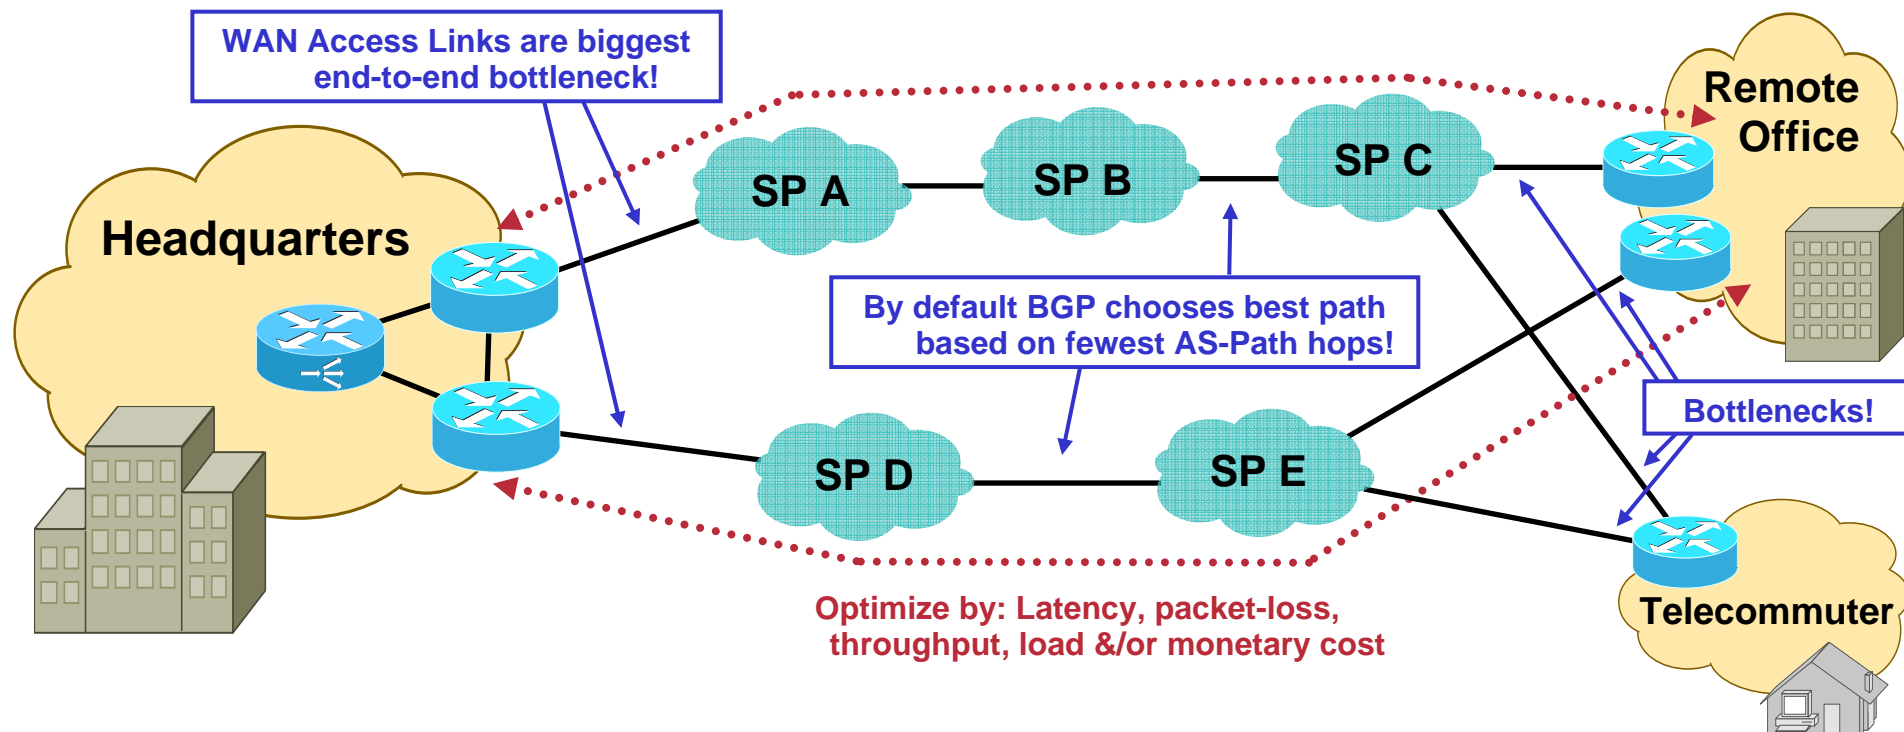 WAN Access Links are biggest
end-to-end bottleneck!
Remote
Office
SP A
SP B
SP C
Headquarters
By default BGP chooses best path
based on fewest AS-Path hops!
Bottlenecks!
SP D
SP E
Optimize by: Latency, packet-loss,
throughput, load &/or monetary cost
Telecommuter